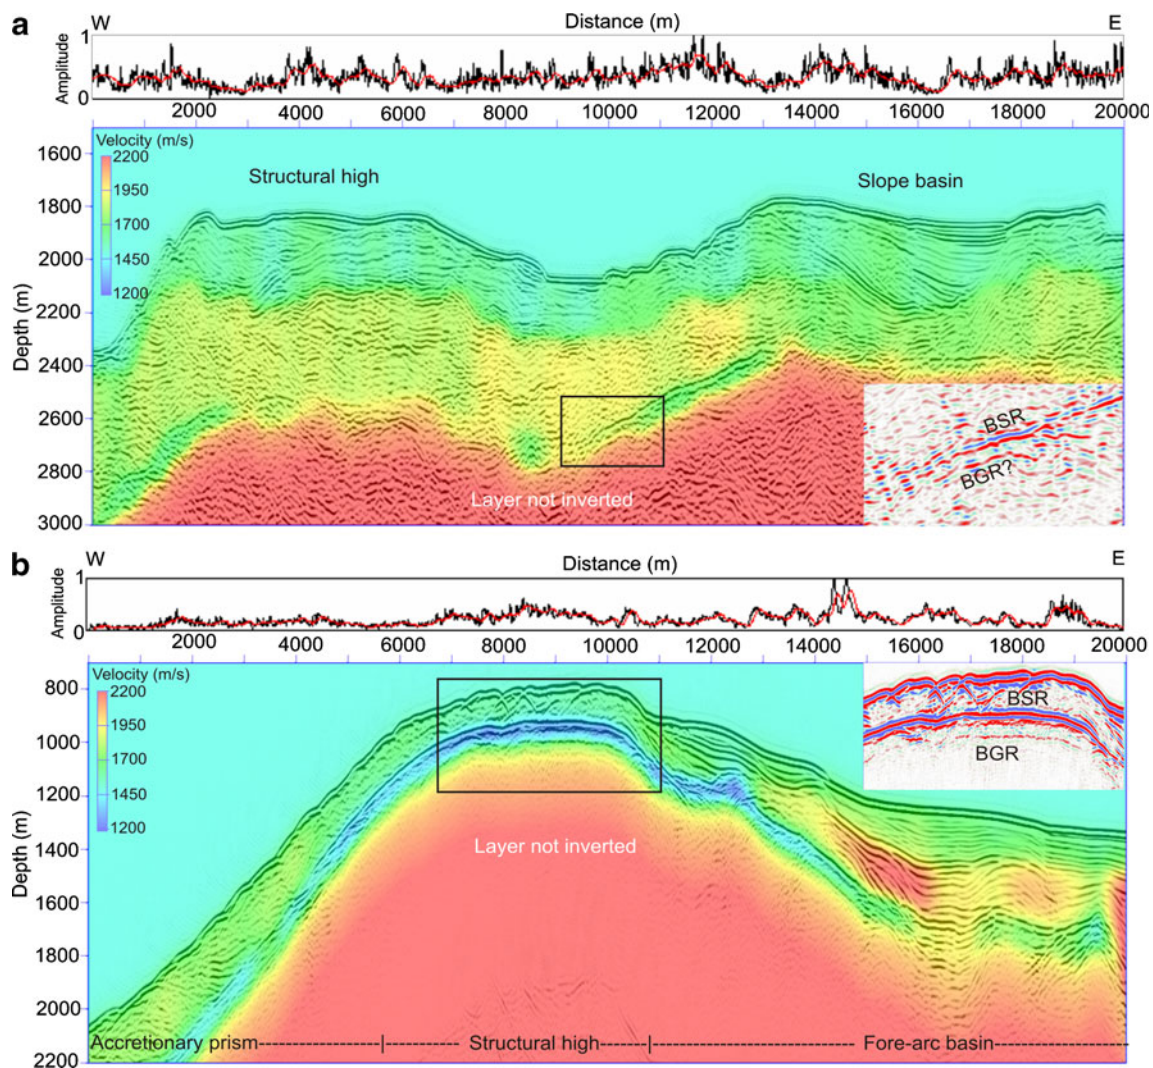 a W Distance (m) E
Amplitude
1
0
2000 4000 6000 8000 10000 12000 14000 16000 18000 20000
Velocity (m/s)
2200
1950
1700
1450
1200
Structural high Slope basin
Depth (m)
1600
1800
2000
2200
2400
2600
2800
3000
BSR
BGR?
Layer not inverted
b W Distance (m) E
Amplitude
1
0
2000 4000 6000 8000 10000 12000 14000 16000 18000 20000
Velocity (m/s)
2200
1950
1700
1450
1200
Depth (m)
800
1000
1200
1400
1600
1800
2000
2200
BSR
BGR
Layer not inverted
Accretionary prism Structural high Fore-arc basin